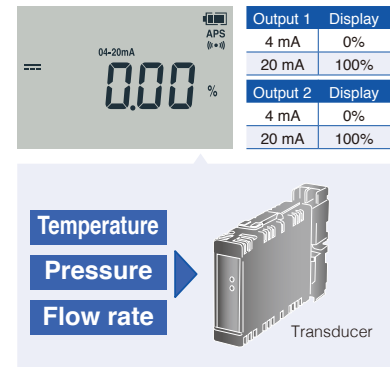 APS
04-20mA
0.00 %
Output 1 Display
4 mA 0%
20 mA 100%
Output 2 Display
4 mA 0%
20 mA 100%
Temperature
Pressure
Flow rate
Transducer